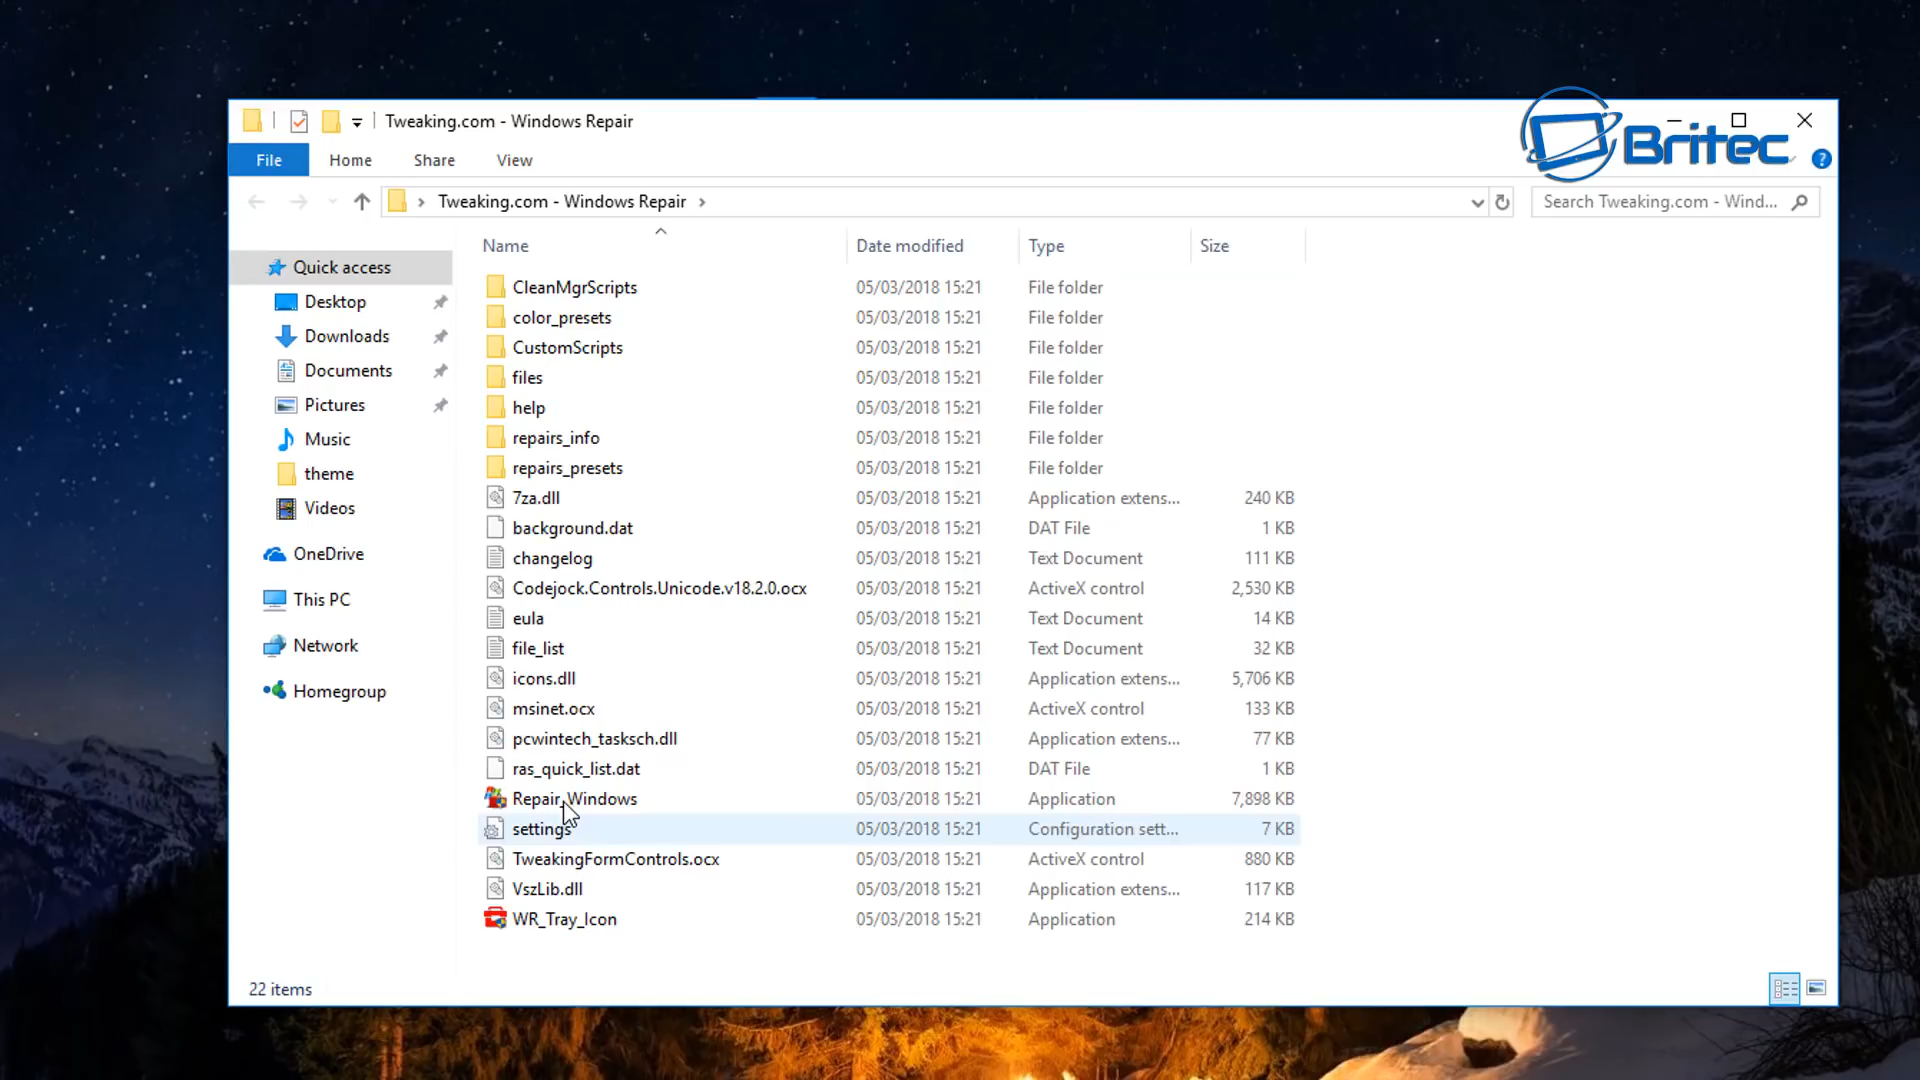 Tweaking.com - Windows Repair
Britec
File Home Share View
Tweaking.com - Windows Repair
Search Tweaking.com - Wind...
Name Date modified Type Size
Quick access
Desktop
Downloads
Documents
Pictures
Music
theme
Videos
OneDrive
This PC
Network
Homegroup
CleanMgrScripts 05/03/2018 15:21 File folder
color_presets 05/03/2018 15:21 File folder
CustomScripts 05/03/2018 15:21 File folder
files 05/03/2018 15:21 File folder
help 05/03/2018 15:21 File folder
repairs_info 05/03/2018 15:21 File folder
repairs_presets 05/03/2018 15:21 File folder
7za.dll 05/03/2018 15:21 Application extens... 240 KB
background.dat 05/03/2018 15:21 DAT File 1 KB
changelog 05/03/2018 15:21 Text Document 111 KB
Codejock.Controls.Unicode.v18.2.0.ocx 05/03/2018 15:21 ActiveX control 2,530 KB
eula 05/03/2018 15:21 Text Document 14 KB
file_list 05/03/2018 15:21 Text Document 32 KB
icons.dll 05/03/2018 15:21 Application extens... 5,706 KB
msinet.ocx 05/03/2018 15:21 ActiveX control 133 KB
pcwintech_tasksch.dll 05/03/2018 15:21 Application extens... 77 KB
ras_quick_list.dat 05/03/2018 15:21 DAT File 1 KB
Repair_Windows 05/03/2018 15:21 Application 7,898 KB
settings 05/03/2018 15:21 Configuration sett... 7 KB
TweakingFormControls.ocx 05/03/2018 15:21 ActiveX control 880 KB
VszLib.dll 05/03/2018 15:21 Application extens... 117 KB
WR_Tray_Icon 05/03/2018 15:21 Application 214 KB
22 items